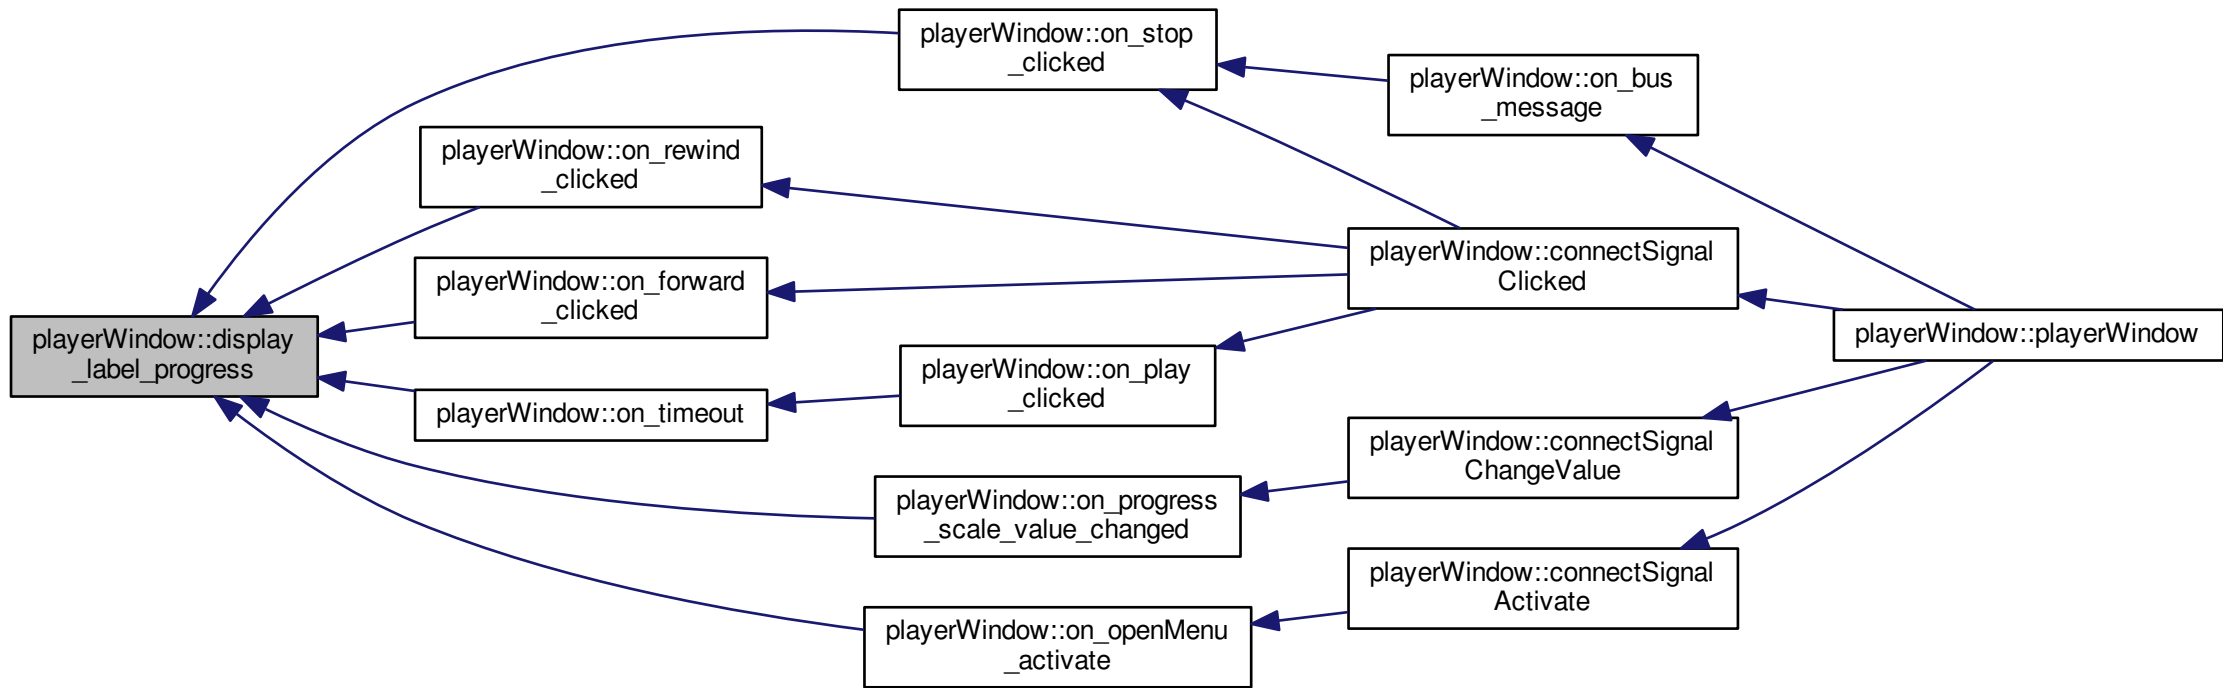 playerWindow::on_stop
_clicked
playerWindow::on_bus
_message
playerWindow::on_rewind
_clicked
playerWindow::connectSignal
Clicked
playerWindow::on_forward
_clicked
playerWindow::display
_label_progress
playerWindow::playerWindow
playerWindow::on_play
_clicked
playerWindow::on_timeout
playerWindow::connectSignal
ChangeValue
playerWindow::on_progress
_scale_value_changed
playerWindow::connectSignal
Activate
playerWindow::on_openMenu
_activate